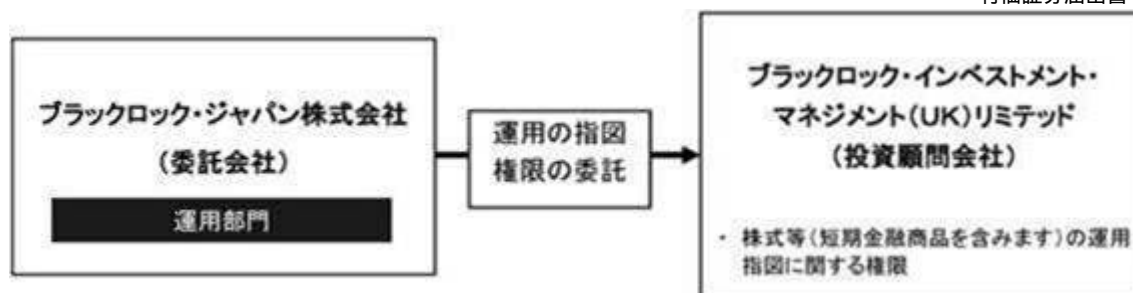 ブラックロック・ジャパン株式会社
(委託会社)
運用部門
運用の指図
権限の委託
ブラックロック・インベストメント・
マネジメント(UK)リミテッド
(投資顧問会社)
・ 株式等(短期金融商品を含みます)の運用
指図に関する権限